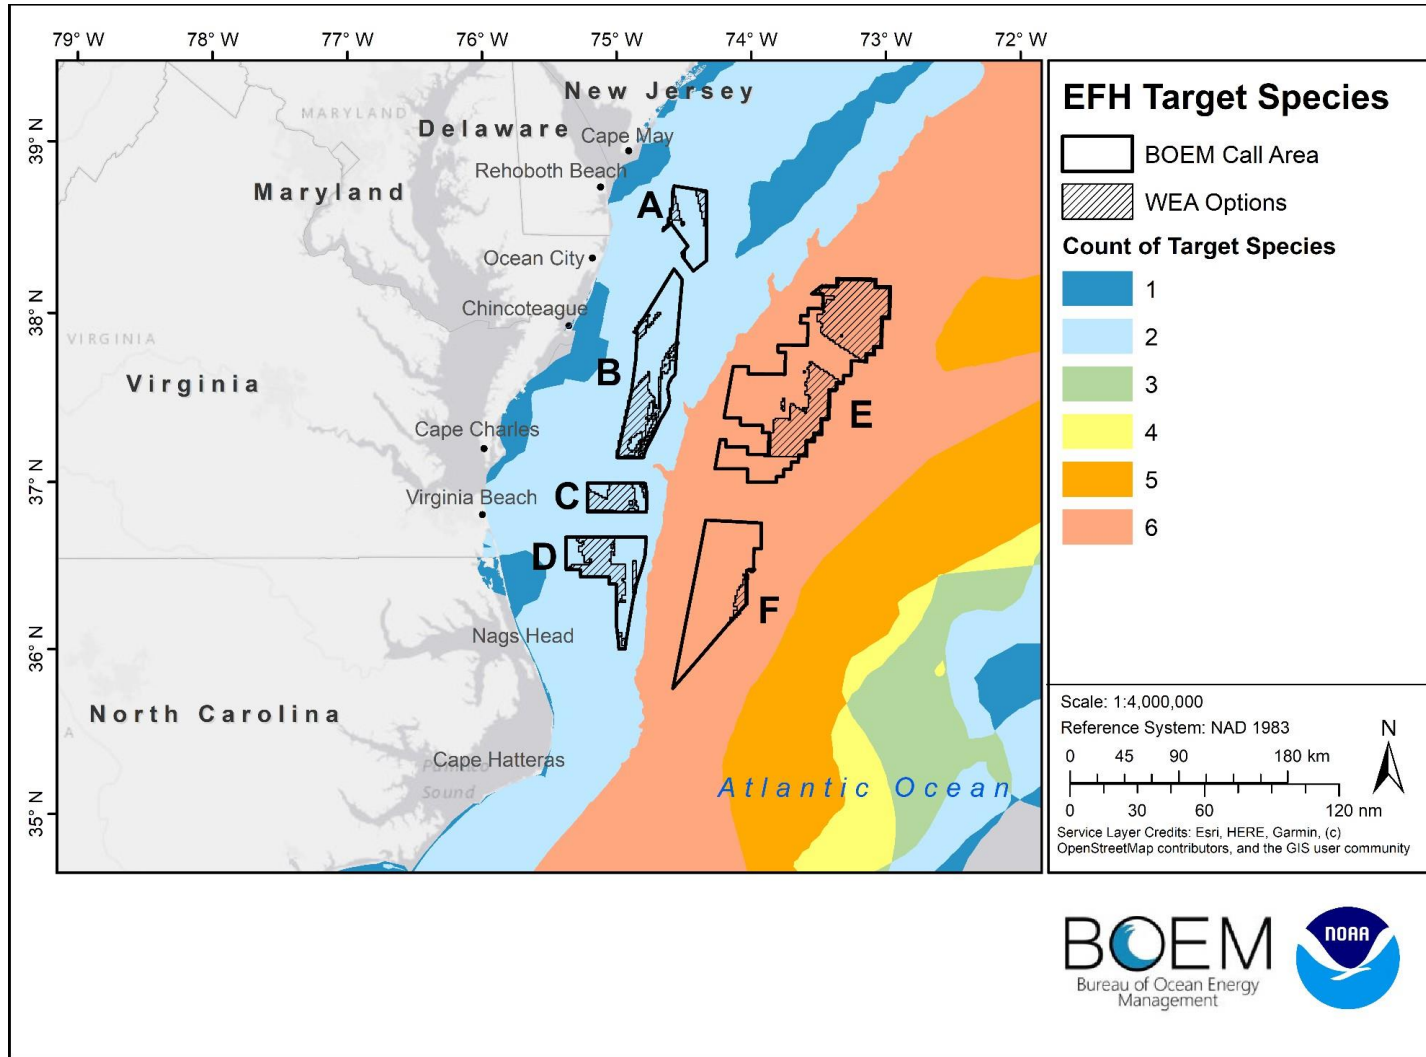 79° W 78° W 77° W 76° W 75° W 74° W 73° W 72° W
39° N
38° N
37° N
36° N
35° N
New Jersey
MARYLAND
Delaware
Cape May
Rehoboth Beach
Maryland
A
Ocean City
Chincoteague
VIRGINIA
Virginia
B
E
Cape Charles
Virginia Beach
C
D
F
Nags Head
North Carolina
A
Cape Hatteras
Pamlico
Sound
Atlantic Ocean
EFH Target Species
BOEM Call Area
WEA Options
Count of Target Species
1
2
3
4
5
6
Scale: 1:4,000,000
Reference System: NAD 1983
N
0 45 90 180 km
0 30 60 120 nm
Service Layer Credits: Esri, HERE, Garmin, (c)
OpenStreetMap contributors, and the GIS user community
BOEM
Bureau of Ocean Energy
Management
NOAA